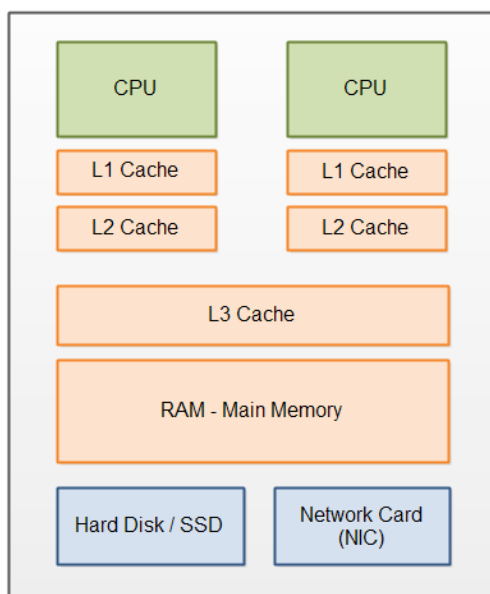 CPU
CPU
L1 Cache
L1 Cache
L2 Cache
L2 Cache
L3 Cache
RAM - Main Memory
Hard Disk / SSD
Network Card
(NIC)